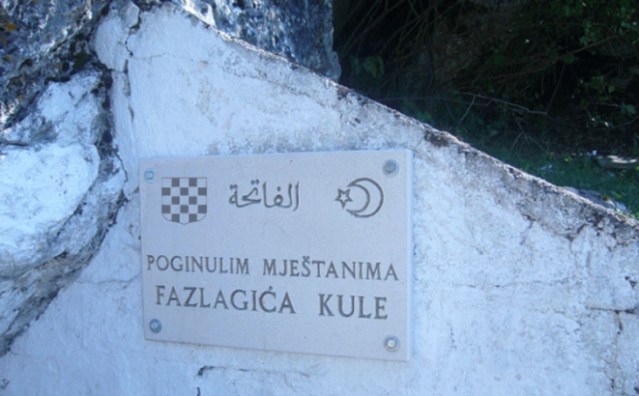 الفاتحة
POGINULIM MJEŠTANIMA
FAZLAGIĆA KULE